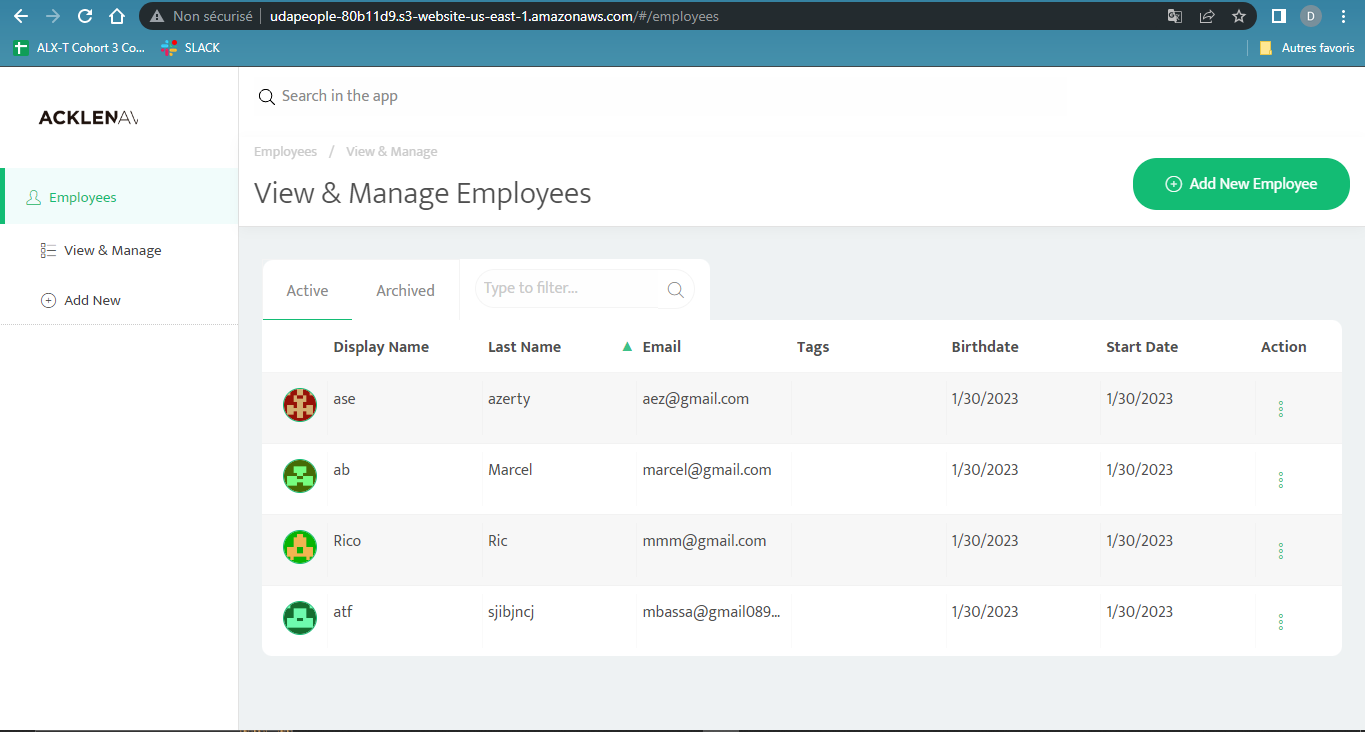 Non sécurisé | udapeople-80b11d9.s3-website-us-east-1.amazonaws.com/#/employees D
ALX-T Cohort 3 Co... SLACK Autres favoris
ACKLENAV
Search in the app
Employees / View & Manage
View & Manage Employees
Add New Employee
Employees
View & Manage
Add New
Active Archived Type to filter...
Display Name Last Name Email Tags Birthdate Start Date Action
ase azerty aez@gmail.com 1/30/2023 1/30/2023
ab Marcel marcel@gmail.com 1/30/2023 1/30/2023
Rico Ric mmm@gmail.com 1/30/2023 1/30/2023
atf sjibjncj mbassa@gmail089... 1/30/2023 1/30/2023